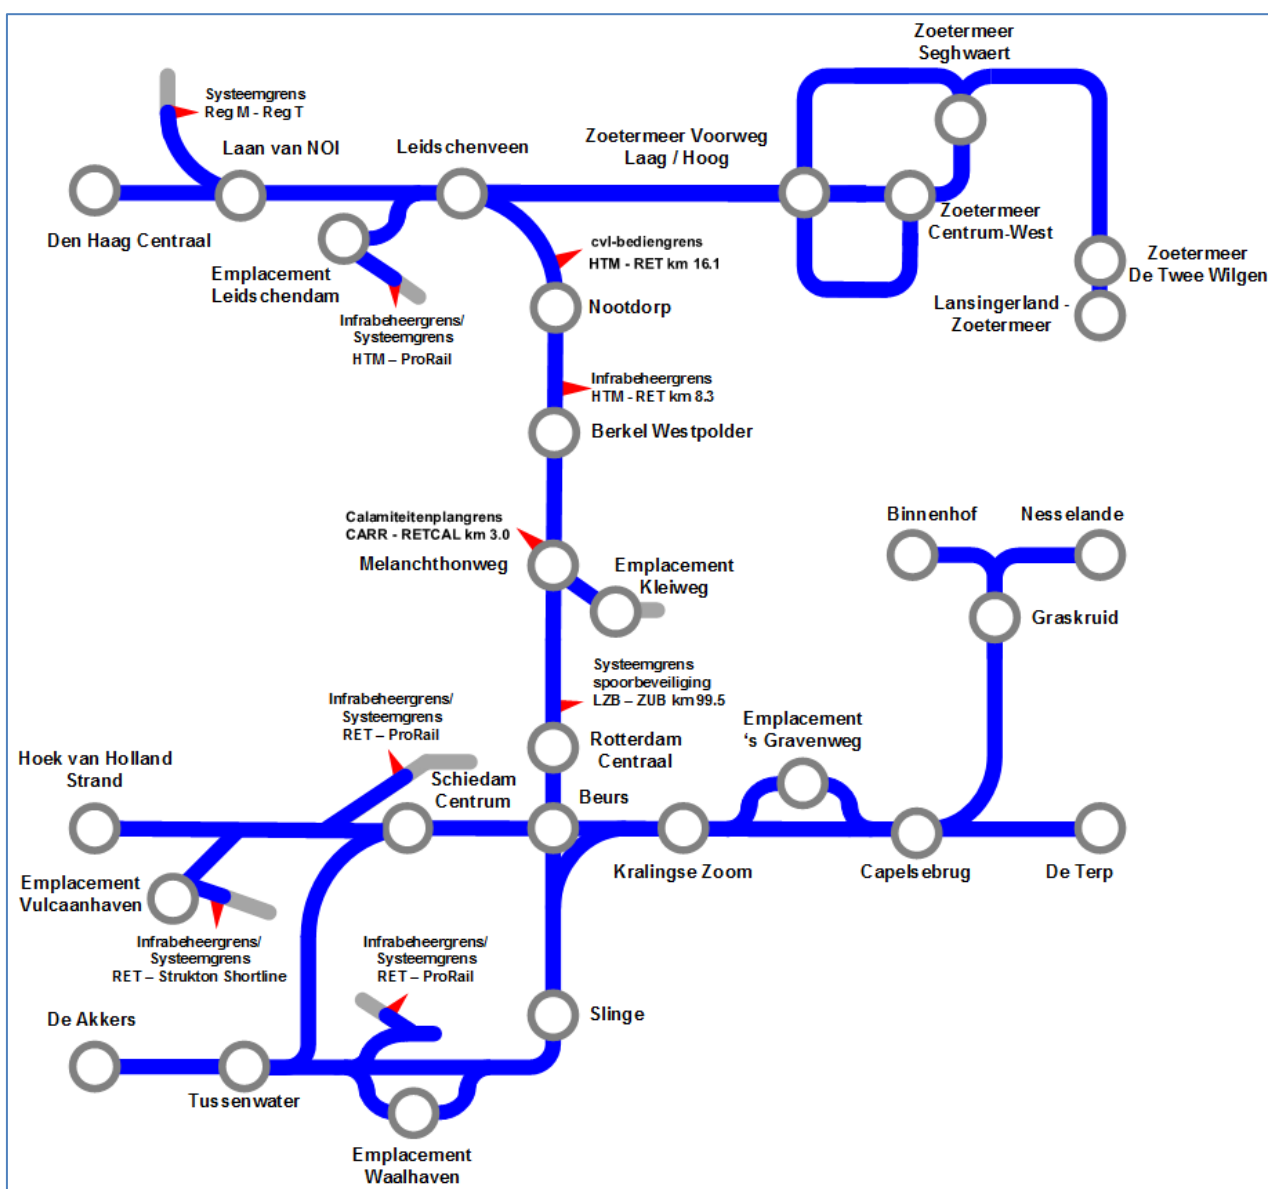 Zoetermeer
Seghwaert
Systeemgrens
Reg M - Reg T
Laan van NOI
Leidschenveen
Zoetermeer Voorweg
Laag / Hoog
Den Haag Centraal
Zoetermeer
Centrum-West
cvl-bediengrens
HTM - RET km 16.1
Zoetermeer
De Twee Wilgen
Emplacement
Leidschendam
Nootdorp
Lansingerland -
Zoetermeer
Infrabeheergrens/
Systeemgrens
HTM – ProRail
Infrabeheergrens
HTM - RET km 8.3
Berkel Westpolder
Calamiteitenplangrens
CARR - RETCAL km 3.0
Melanchthonweg
Emplacement
Kleiweg
Binnenhof
Nesselande
Graskruid
Systeemgrens
spoorbeveiliging
LZB – ZUB km 99.5
Infrabeheergrens/
Systeemgrens
RET – ProRail
Rotterdam
Centraal
Emplacement
‘s Gravenweg
Hoek van Holland
Strand
Schiedam
Centrum
Beurs
Kralingse Zoom
Capelsebrug
De Terp
Emplacement
Vulcaanhaven
Infrabeheergrens/
Systeemgrens
RET – Strukton Shortline
Infrabeheergrens/
Systeemgrens
RET – ProRail
De Akkers
Slinge
Tussenwater
Emplacement
Waalhaven